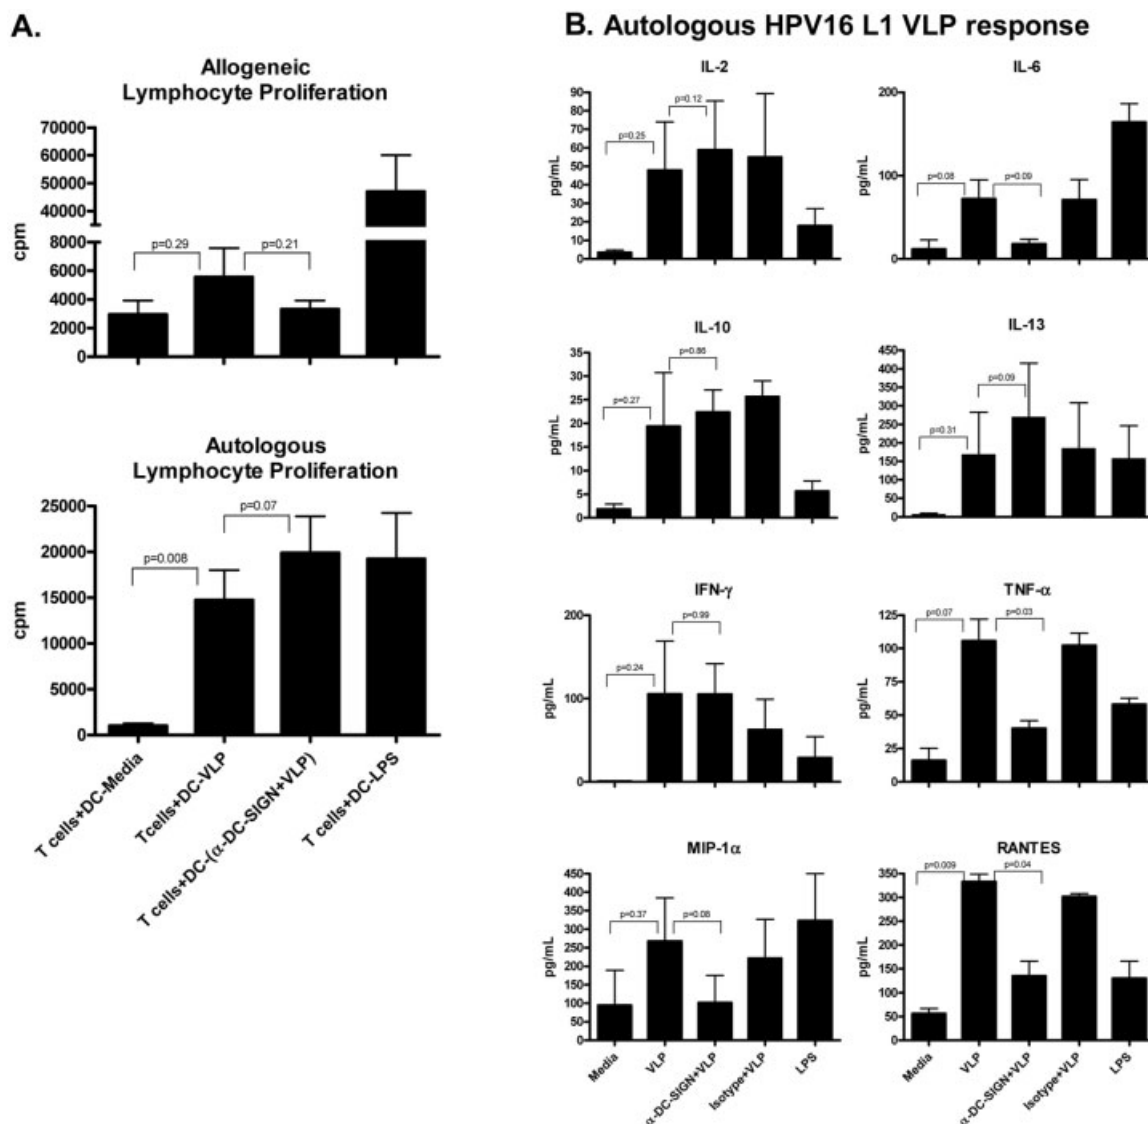 A.
Allogeneic
Lymphocyte Proliferation
70000
60000
50000
40000
8000
6000
4000
2000
0
cpm
p=0.29
p=0.21
Autologous
Lymphocyte Proliferation
25000
20000
15000
10000
5000
0
cpm
p=0.008
p=0.07
T cells+DC-Media
Tcells+DC-VLP
T cells+DC-(α-DC-SIGN+VLP)
T cells+DC-LPS
B. Autologous HPV16 L1 VLP response
IL-2
90
80
70
60
50
40
30
20
10
0
pg/mL
p=0.25
p=0.12
IL-6
200
100
0
pg/mL
p=0.08
p=0.09
IL-10
35
30
25
20
15
10
5
0
pg/mL
p=0.27
p=0.86
IL-13
450
400
350
300
250
200
150
100
50
0
pg/mL
p=0.31
p=0.09
IFN-γ
200
100
0
pg/mL
p=0.24
p=0.99
TNF-α
125
100
75
50
25
0
pg/mL
p=0.07
p=0.03
MIP-1α
450
400
350
300
250
200
150
100
50
0
pg/mL
p=0.37
p=0.08
Media
VLP
α-DC-SIGN+VLP
Isotype+VLP
LPS
RANTES
350
300
250
200
150
100
50
0
pg/mL
p=0.009
p=0.04
Media
VLP
α-DC-SIGN+VLP
Isotype+VLP
LPS